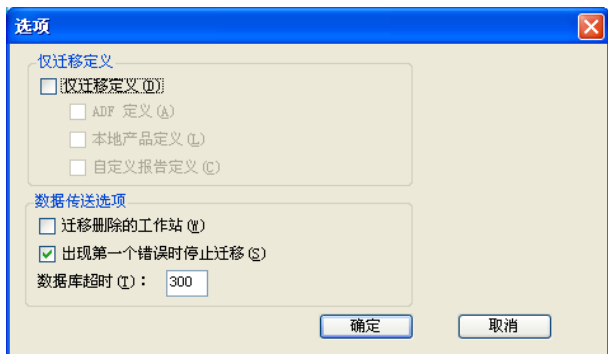 选项
仅迁移定义
仅迁移定义(D)
ADF 定义(A)
本地产品定义(L)
自定义报告定义(C)
数据传送选项
迁移删除的工作站(W)
出现第一个错误时停止迁移(S)
数据库超时(T)： 300
确定 取消